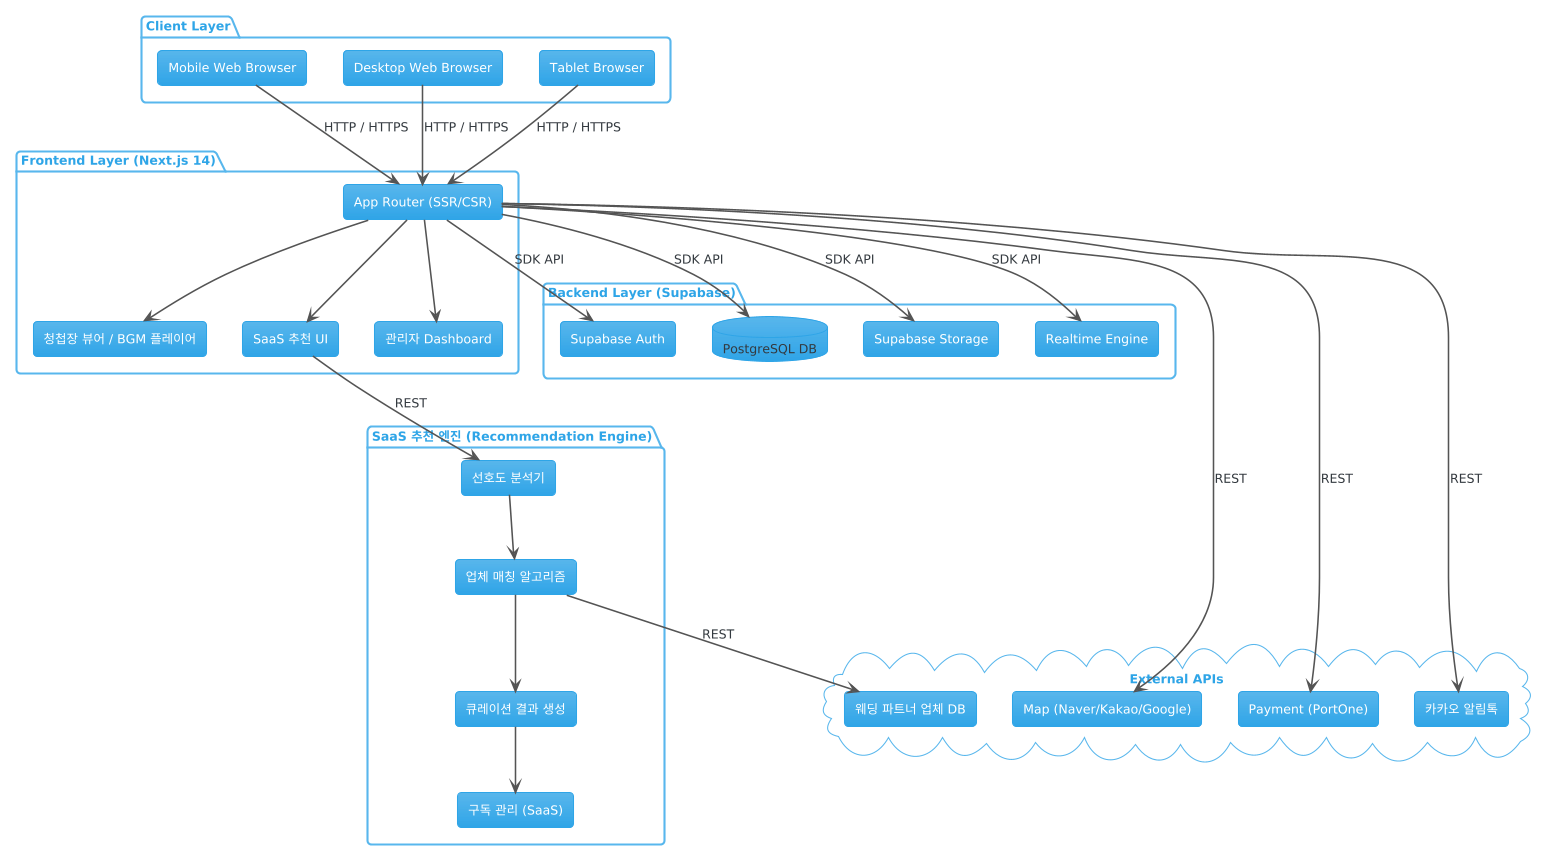 Client Layer
Mobile Web Browser
Desktop Web Browser
Tablet Browser
HTTP / HTTPS
HTTP / HTTPS
HTTP / HTTPS
Frontend Layer (Next.js 14)
App Router (SSR/CSR)
SDK API
SDK API
SDK API
SDK API
Backend Layer (Supabase)
청첩장 뷰어 / BGM 플레이어
SaaS 추천 UI
관리자 Dashboard
Supabase Auth
PostgreSQL DB
Supabase Storage
Realtime Engine
REST
SaaS 추천 엔진 (Recommendation Engine)
선호도 분석기
REST
REST
REST
업체 매칭 알고리즘
REST
External APIs
큐레이션 결과 생성
웨딩 파트너 업체 DB
Map (Naver/Kakao/Google)
Payment (PortOne)
카카오 알림톡
구독 관리 (SaaS)